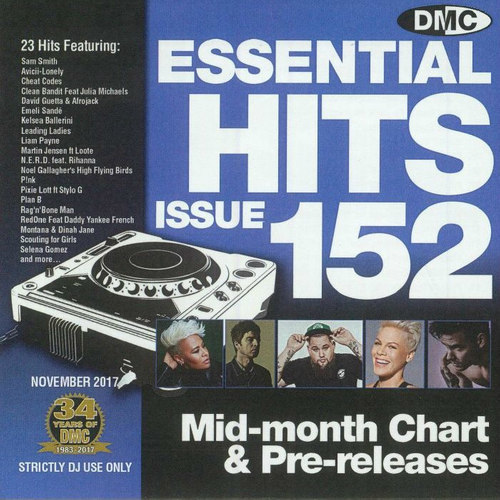 DMC
ESSENTIAL
HITS
ISSUE 152
23 Hits Featuring:
Sam Smith
Avicii-Lonely
Cheat Codes
Clean Bandit Feat Julia Michaels
David Guetta & Afrojack
Emeli Sandé
Kelsea Ballerini
Leading Ladies
Liam Payne
Martin Jensen ft Loote
N.E.R.D. feat. Rihanna
Noel Gallagher's High Flying Birds
P!nk
Pixie Lott ft Stylo G
Plan B
Rag'n'Bone Man
RedOne Feat Daddy Yankee French
Montana & Dinah Jane
Scouting for Girls
Selena Gomez
and more...
NOVEMBER 2017
34
YEARS OF
DMC
1983-2017
STRICTLY DJ USE ONLY
Mid-month Chart
& Pre-releases